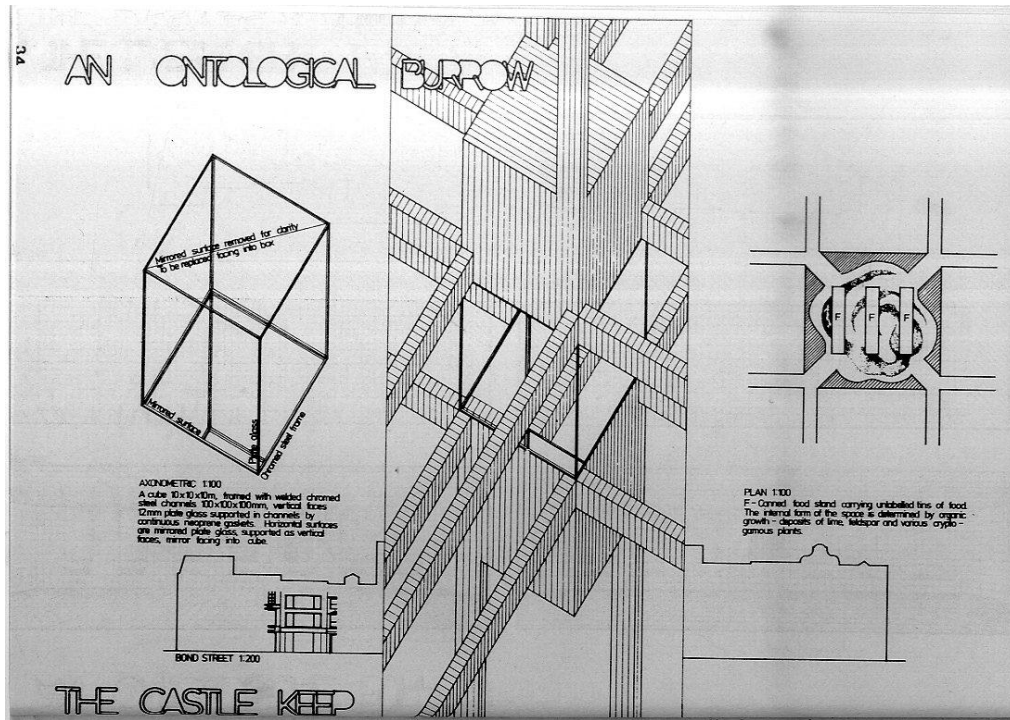 34
AN ONTOLOGICAL BURROW
Mirrored surface removed for clarity
To be replaced facing into box
Mirrored surface
Plate glass
Chromed steel frame
AXONOMETRIC 1:100
A cube 10x10x10m, framed with welded chromed
steel channels 100x100x100mm, vertical faces
12mm plate glass supported in channels by
continuous neoprene gaskets. Horizontal surfaces
are mirrored plate glass, supported as vertical
faces, mirror facing into cube.
F
F
F
PLAN 1:100
F - Canned food stand carrying unlabelled tins of food.
The internal form of the space is determined by organic
growth - deposits of lime, feldspar and various crypto -
gamous plants.
BOND STREET 1:200
THE CASTLE KEEP